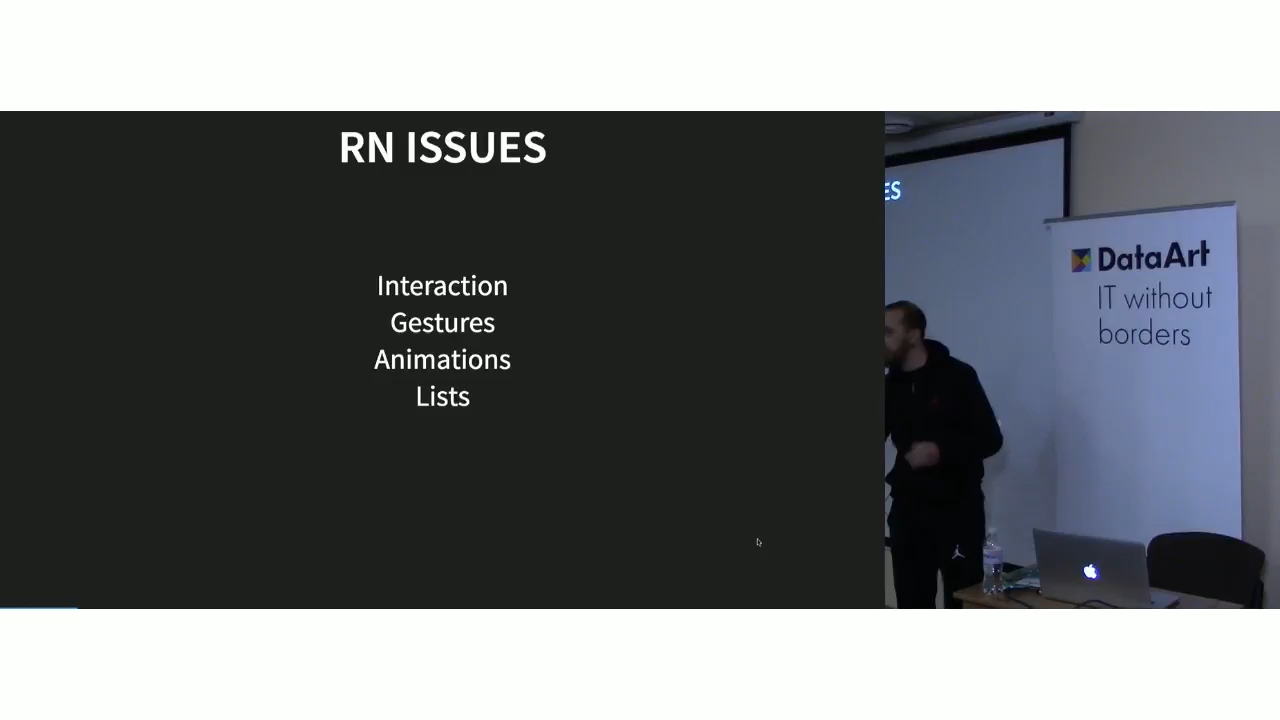 RN ISSUES
Interaction
Gestures
Animations
Lists
ES
DataArt
IT without
borders